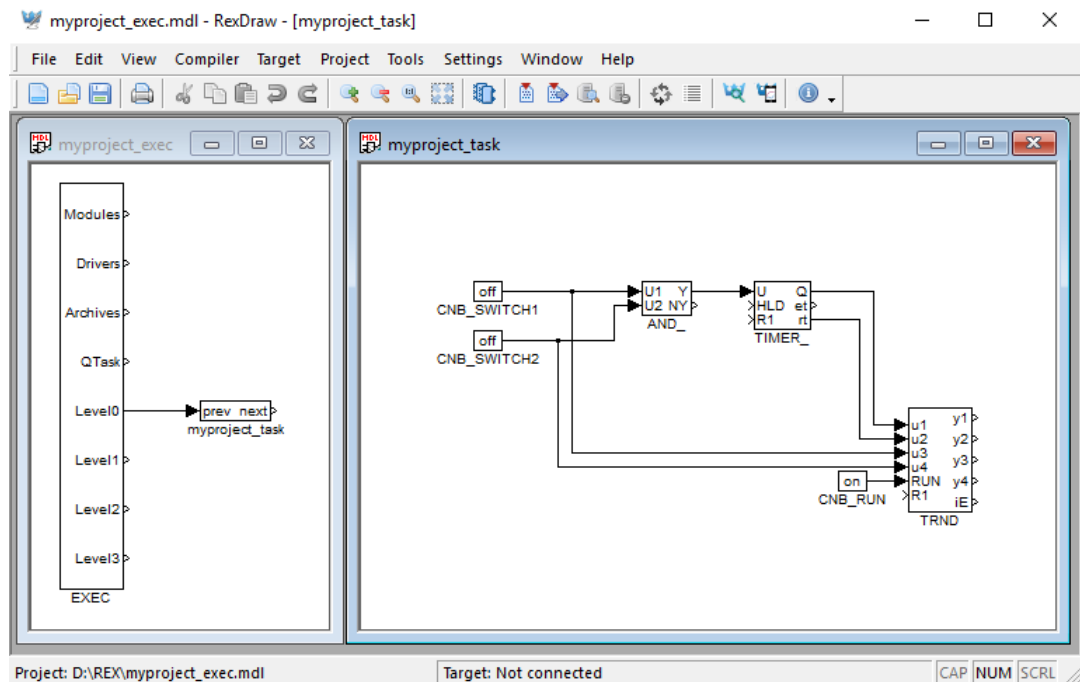 myproject_exec.mdl - RexDraw - [myproject_task]
File Edit View Compiler Target Project Tools Settings Window Help
myproject_exec
Modules
Drivers
Archives
QTask
Level0
prev next
myproject_task
Level1
Level2
Level3
EXEC
myproject_task
off
CNB_SWITCH1
off
CNB_SWITCH2
U1 Y
U2 NY
AND_
U Q
HLD et
R1 rt
TIMER_
u1 y1
u2 y2
u3 y3
u4
RUN y4
R1 iE
TRND
on
CNB_RUN
Project: D:\REX\myproject_exec.mdl
Target: Not connected
CAP NUM SCRL